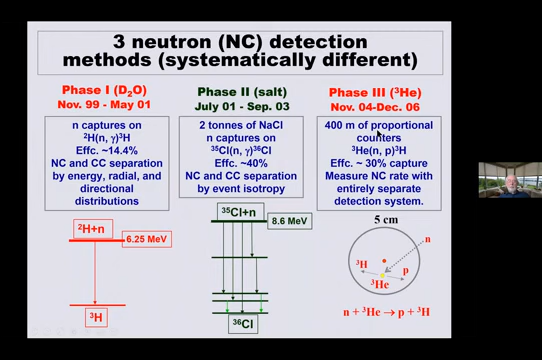 3 neutron (NC) detection
methods (systematically different)
Phase I (D₂O)
Nov. 99 - May 01
n captures on
²H(n, γ)³H
Effc. ~14.4%
NC and CC separation
by energy, radial, and
directional
distributions
²H+n
6.25 MeV
³H
Phase II (salt)
July 01 - Sep. 03
2 tonnes of NaCl
n captures on
³⁵Cl(n, γ)³⁶Cl
Effc. ~40%
NC and CC separation
by event isotropy
³⁵Cl+n
8.6 MeV
³⁶Cl
Phase III (³He)
Nov. 04-Dec. 06
400 m of proportional
counters
³He(n, p)³H
Effc. ~ 30% capture
Measure NC rate with
entirely separate
detection system.
5 cm
n
³H
p
³He
n + ³He → p + ³H